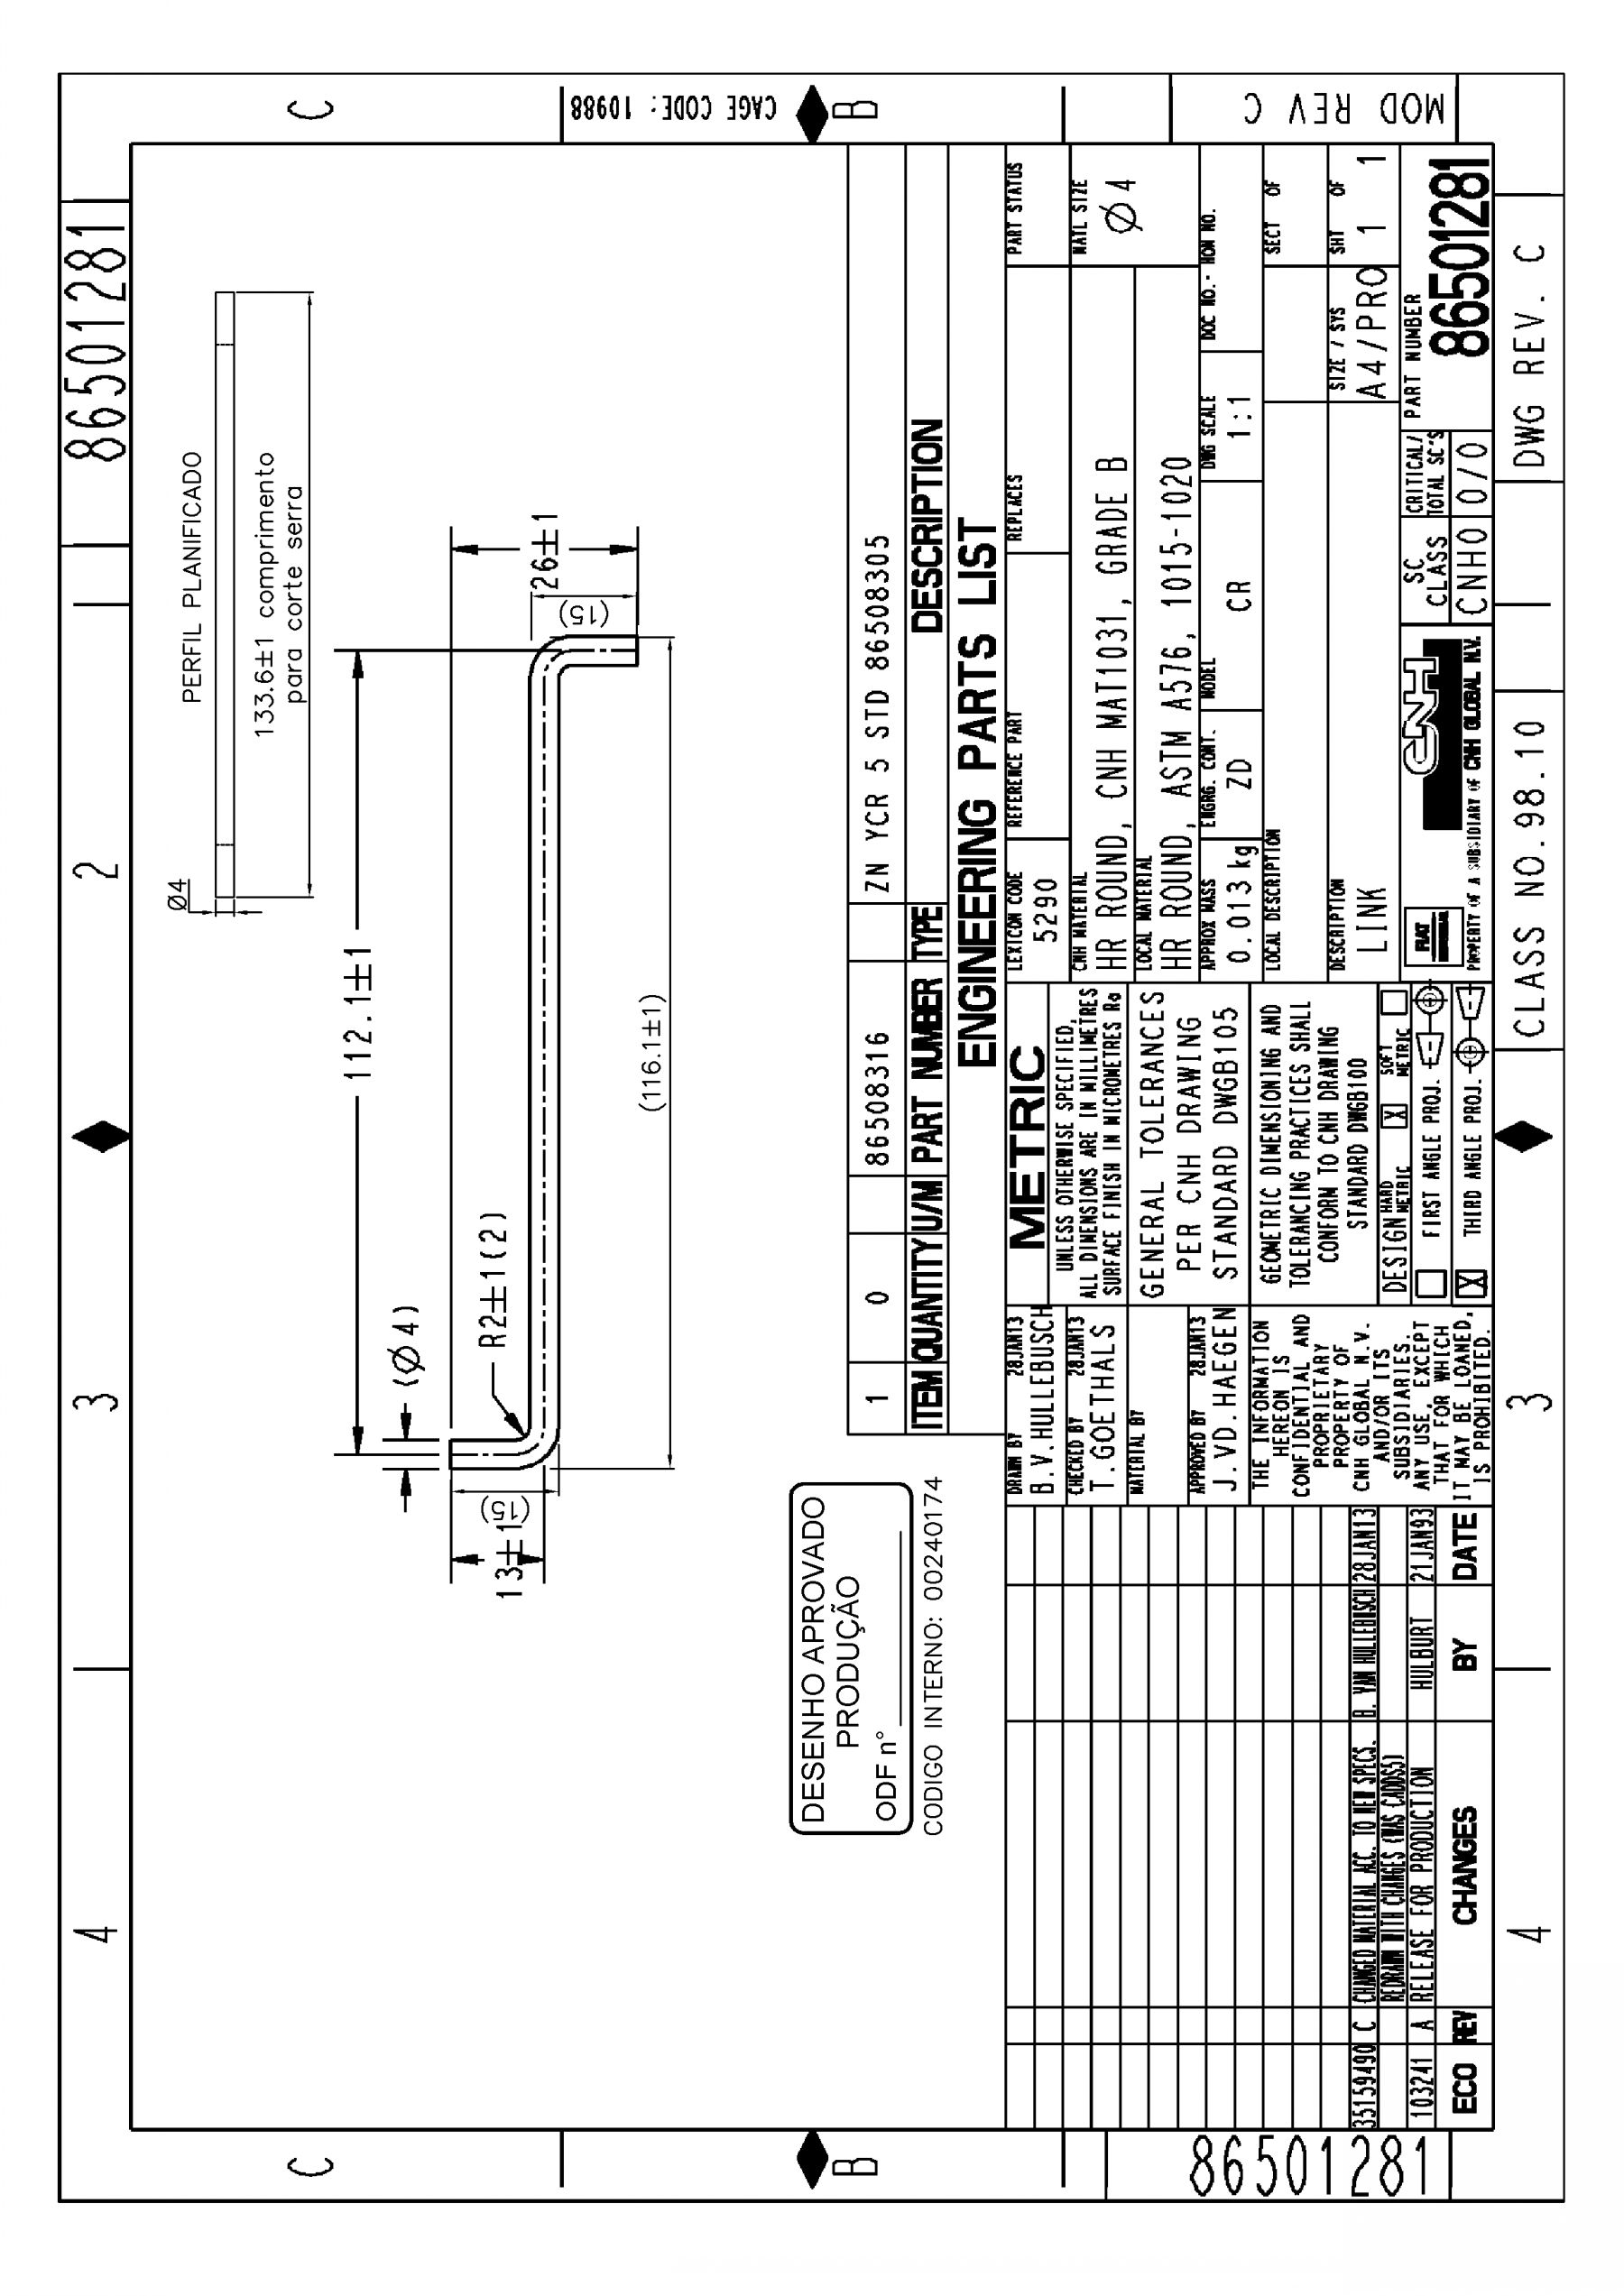 4
3
2
86501281
C
C
PERFIL PLANIFICADO
Ø4
133.6±1 comprimento
para corte serra
112.1±1
(Ø4)
R2±1(2)
13±1
(15)
26±1
(15)
(116.1±1)
CAGE CODE: 10988
B
B
DESENHO APROVADO
PRODUÇÃO
ODF n°
CODIGO INTERNO: 00240174
1 0 86508316 ZN YCR 5 STD 86508305
ITEM QUANTITY U/M PART NUMBER TYPE DESCRIPTION
ENGINEERING PARTS LIST
DRAWN BY 28JAN13
B.V.HULLEBUSCH
CHECKED BY 28JAN13
T.GOETHALS
MATERIAL BY
APPROVED BY 28JAN13
J.VD.HAEGEN
THE INFORMATION
HEREON IS
CONFIDENTIAL AND
PROPRIETARY
PROPERTY OF
CNH GLOBAL N.V.
AND/OR ITS
SUBSIDIARIES.
ANY USE, EXCEPT
THAT FOR WHICH
IT MAY BE LOANED,
IS PROHIBITED.
METRIC
UNLESS OTHERWISE SPECIFIED,
ALL DIMENSIONS ARE IN MILLIMETRES
SURFACE FINISH IN MICROMETRES Ra
GENERAL TOLERANCES
PER CNH DRAWING
STANDARD DWGB105
GEOMETRIC DIMENSIONING AND
TOLERANCING PRACTICES SHALL
CONFORM TO CNH DRAWING
STANDARD DWGB100
DESIGN HARD METRIC X SOFT METRIC
FIRST ANGLE PROJ.
X THIRD ANGLE PROJ.
LEXICON CODE REFERENCE PART REPLACES PART STATUS
5290
CNH MATERIAL MATL SIZE
HR ROUND, CNH MAT1031, GRADE B Ø4
LOCAL MATERIAL
HR ROUND, ASTM A576, 1015-1020
APPROX MASS ENGRG. CONT. MODEL DWG SCALE DOC NO.- HOM NO.
0.013 kg ZD CR 1:1
LOCAL DESCRIPTION SECT OF
DESCRIPTION SIZE / SYS SHT OF
LINK A4/PRO 1 1
FIAT
CNH
PROPERTY OF A SUBSIDIARY OF CNH GLOBAL N.V.
SC CLASS
CNH0
CRITICAL/
TOTAL SC'S
0/0
PART NUMBER
86501281
35159490 C CHANGED MATERIAL ACC. TO NEW SPECS. B. VAN HULLEBUSCH 28JAN13
REDRAWN WITH CHANGES (WAS CADDS5)
103241 A RELEASE FOR PRODUCTION HULBURT 21JAN93
ECO REV CHANGES BY DATE
86501281
MOD REV C
4
3
CLASS NO.98.10
DWG REV. C